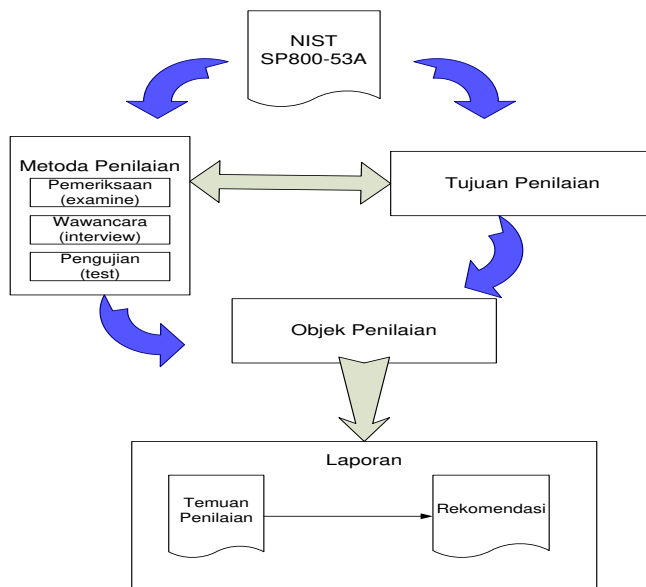 NIST
SP800-53A
Metoda Penilaian
Pemeriksaan
(examine)
Wawancara
(interview)
Pengujian
(test)
Tujuan Penilaian
Objek Penilaian
Laporan
Temuan
Penilaian
Rekomendasi